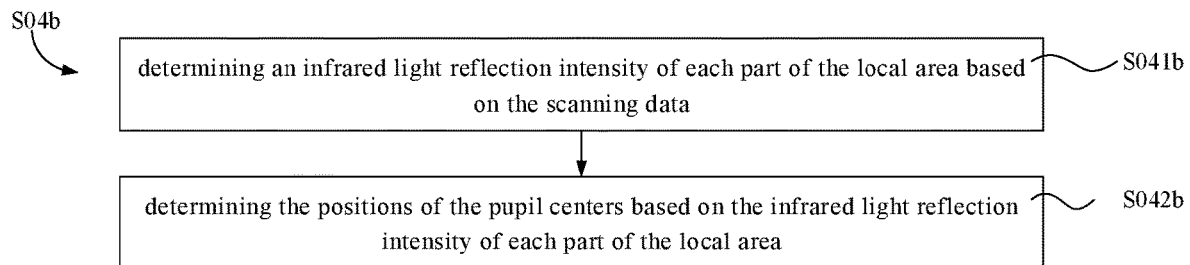 S04b
determining an infrared light reflection intensity of each part of the local area based
on the scanning data
S041b
determining the positions of the pupil centers based on the infrared light reflection
intensity of each part of the local area
S042b